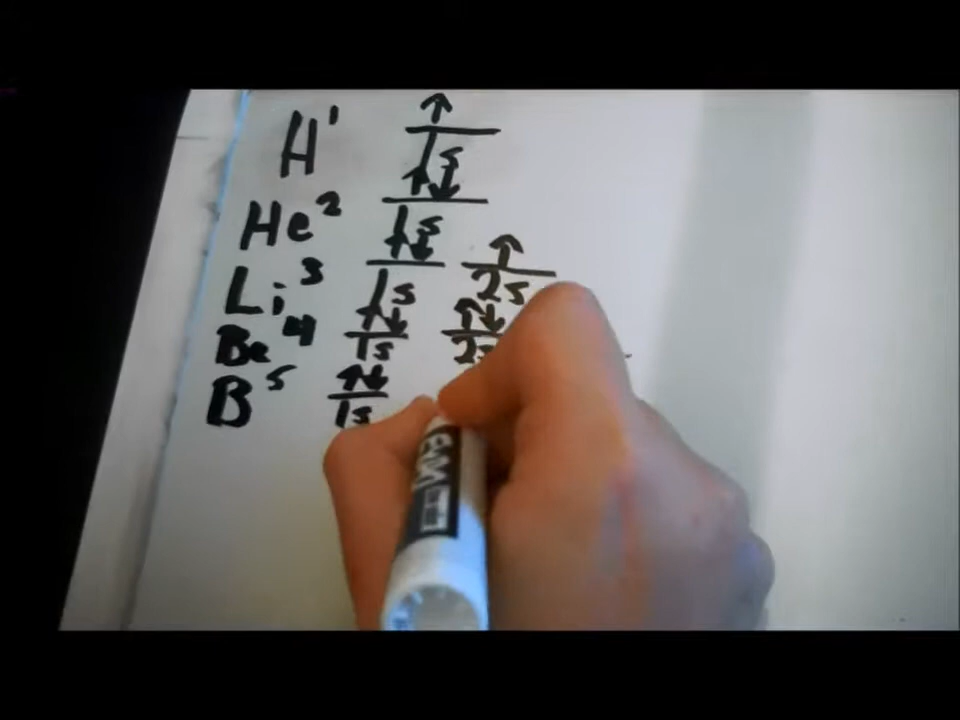 H¹ ↑
1s
He² ↑↓
1s
Li³ ↑↓ ↑
1s 2s
Be⁴ ↑↓ ↑↓
1s 2s
B⁵ ↑↓
1s